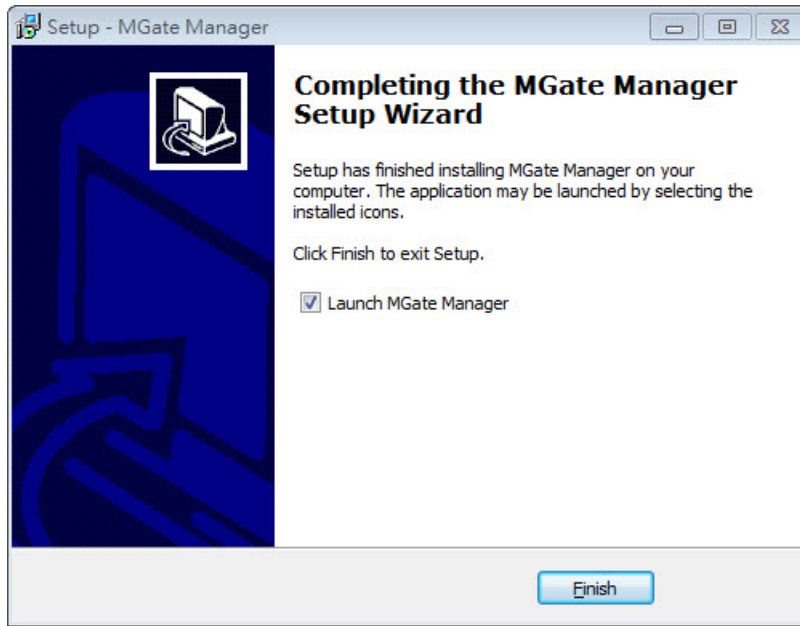 Setup - MGate Manager
Completing the MGate Manager
Setup Wizard
Setup has finished installing MGate Manager on your
computer. The application may be launched by selecting the
installed icons.
Click Finish to exit Setup.
Launch MGate Manager
Finish